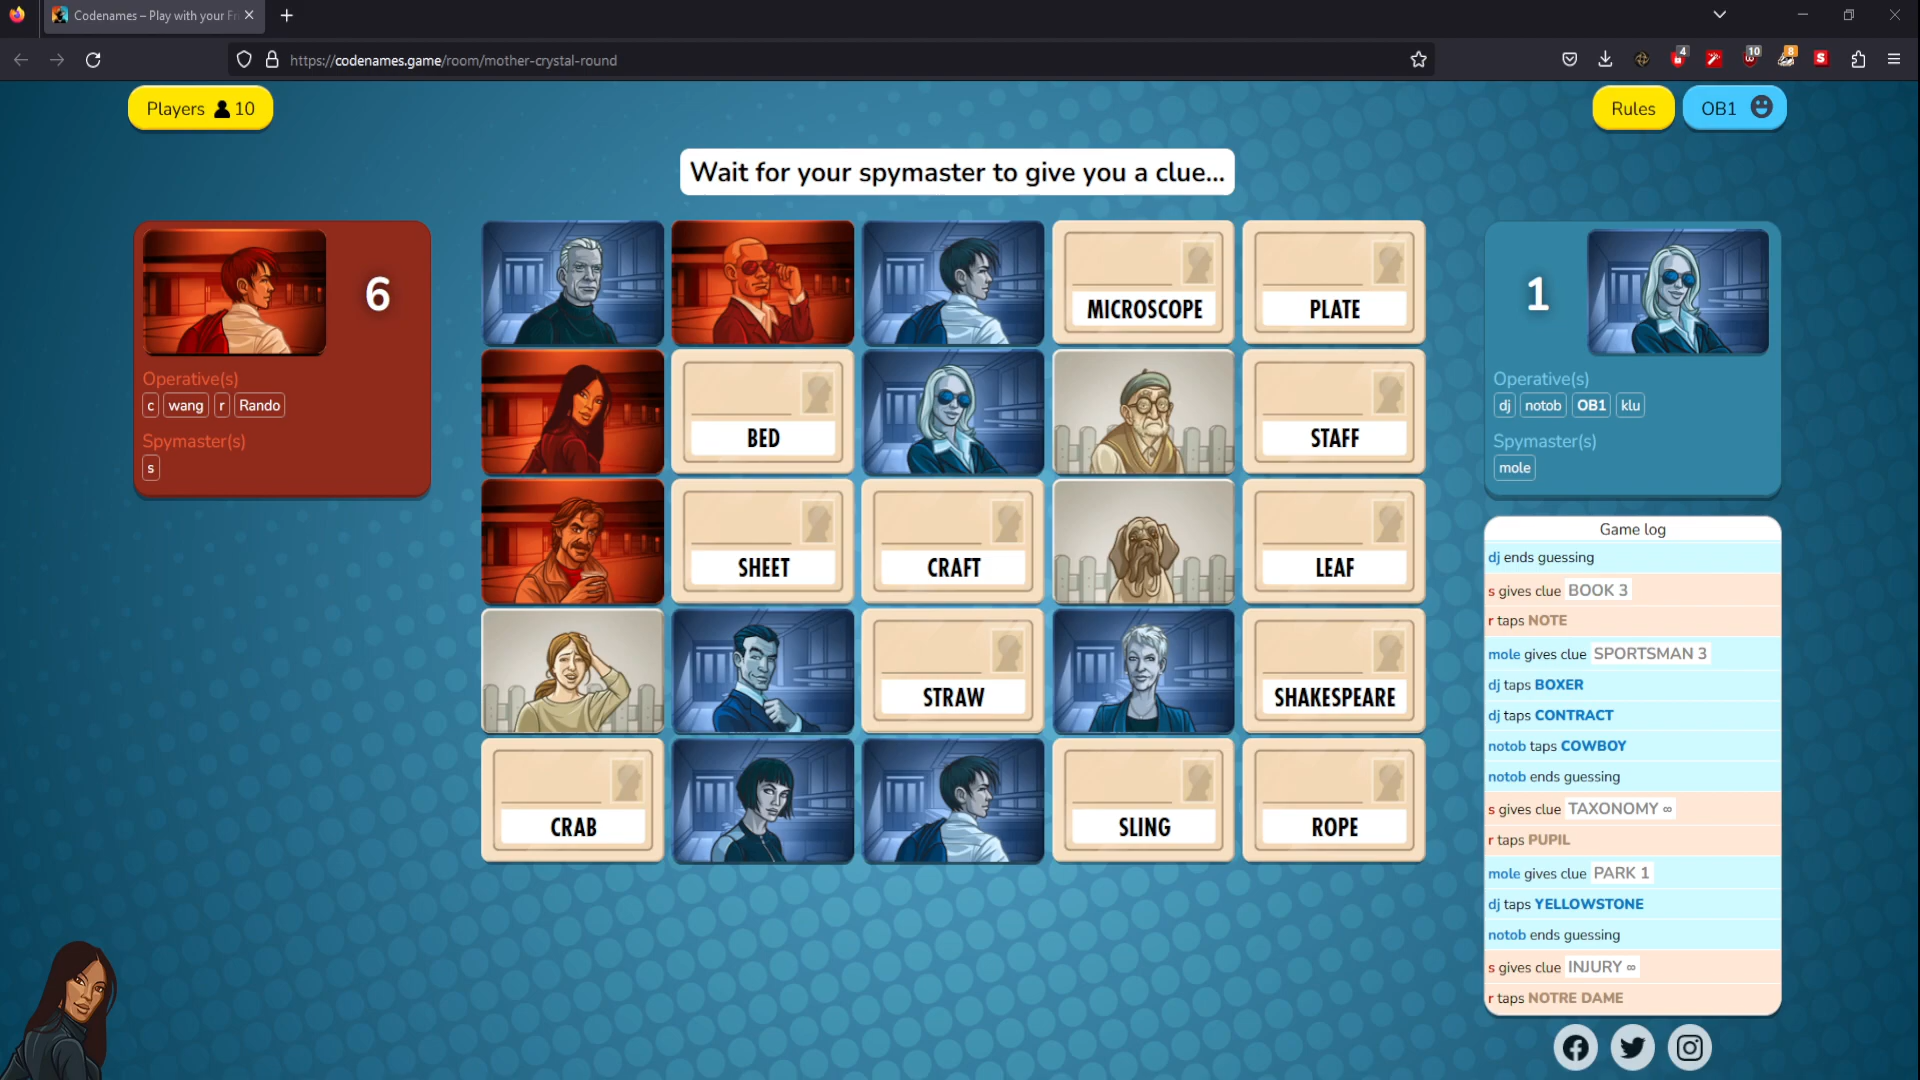 Codenames – Play with your Fr
https://codenames.game/room/mother-crystal-round
4
10
8
S
Players 10
Rules
OB1
Wait for your spymaster to give you a clue...
6
Operative(s)
c wang r Rando
Spymaster(s)
s
MICROSCOPE
PLATE
BED
STAFF
SHEET
CRAFT
LEAF
STRAW
SHAKESPEARE
CRAB
SLING
ROPE
1
Operative(s)
dj notob OB1 klu
Spymaster(s)
mole
Game log
dj ends guessing
s gives clue BOOK 3
r taps NOTE
mole gives clue SPORTSMAN 3
dj taps BOXER
dj taps CONTRACT
notob taps COWBOY
notob ends guessing
s gives clue TAXONOMY ∞
r taps PUPIL
mole gives clue PARK 1
dj taps YELLOWSTONE
notob ends guessing
s gives clue INJURY ∞
r taps NOTRE DAME